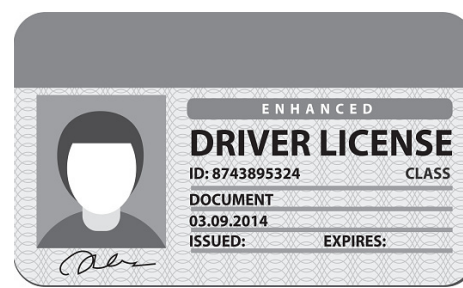 ENHANCED
DRIVER LICENSE
ID: 8743895324 CLASS
DOCUMENT
03.09.2014
ISSUED: EXPIRES: